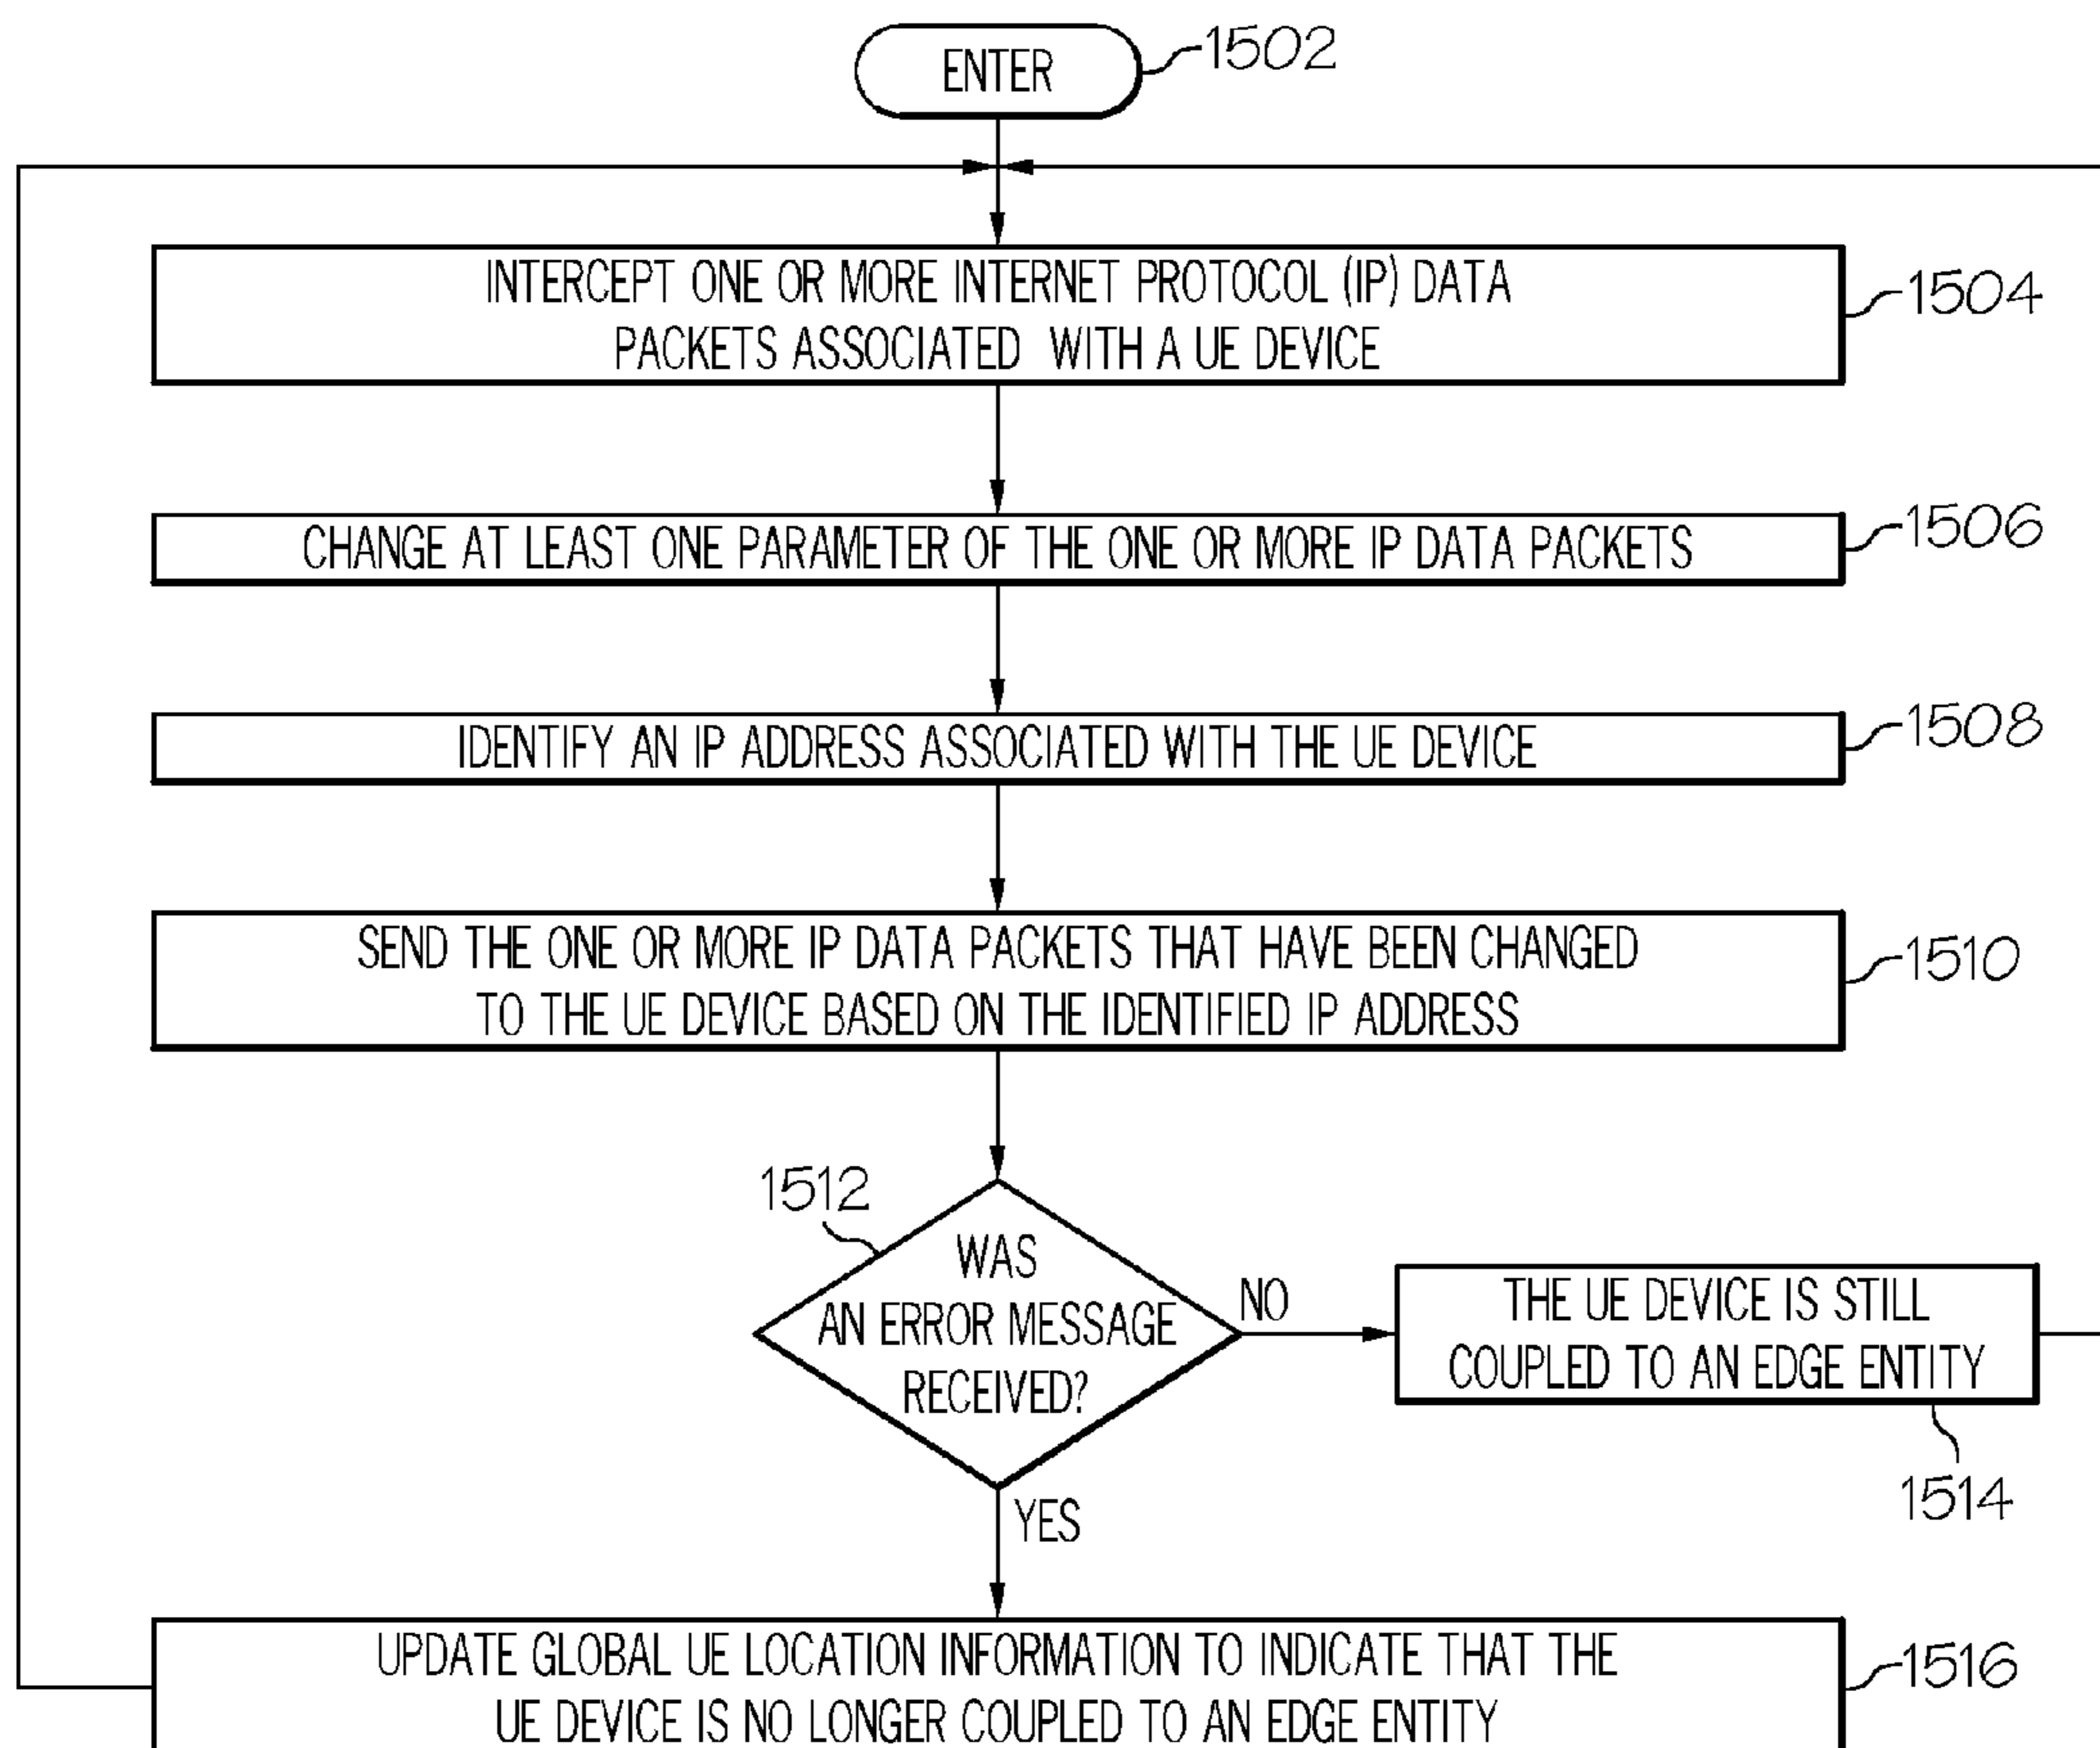 ENTER
1502
INTERCEPT ONE OR MORE INTERNET PROTOCOL (IP) DATA
PACKETS ASSOCIATED WITH A UE DEVICE
1504
CHANGE AT LEAST ONE PARAMETER OF THE ONE OR MORE IP DATA PACKETS
1506
IDENTIFY AN IP ADDRESS ASSOCIATED WITH THE UE DEVICE
1508
SEND THE ONE OR MORE IP DATA PACKETS THAT HAVE BEEN CHANGED
TO THE UE DEVICE BASED ON THE IDENTIFIED IP ADDRESS
1510
1512
WAS
AN ERROR MESSAGE
RECEIVED?
NO
THE UE DEVICE IS STILL
COUPLED TO AN EDGE ENTITY
1514
YES
UPDATE GLOBAL UE LOCATION INFORMATION TO INDICATE THAT THE
UE DEVICE IS NO LONGER COUPLED TO AN EDGE ENTITY
1516